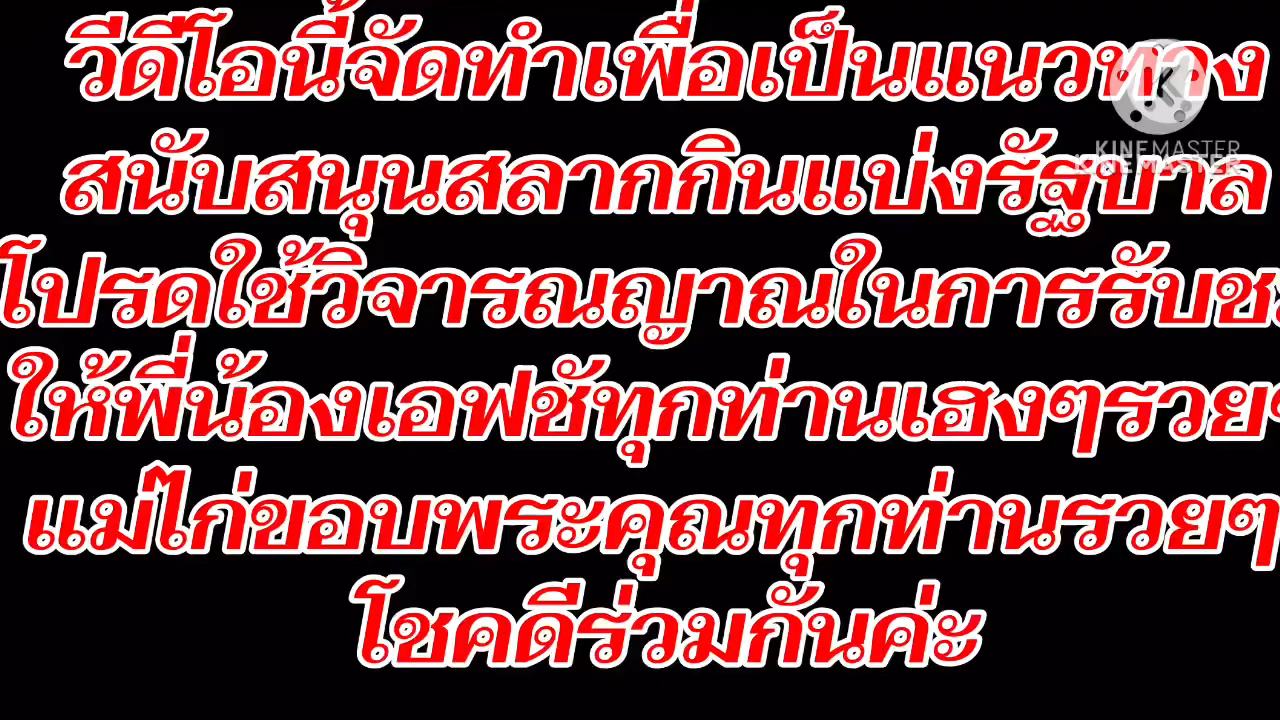 วีดีโอนี้จัดทำเพื่อเป็นแนวทาง
สนับสนุนสลากกินแบ่งรัฐบาล
โปรดใช้วิจารณญาณในการรับ
ให้พี่น้องเอฟซัทุกท่านเฮงๆรวย
แม่ไก่ขอบพระคุณทุกท่านรวยๆ
โชคดีร่วมกันค่ะ
KINEMASTER
KINEMASTER